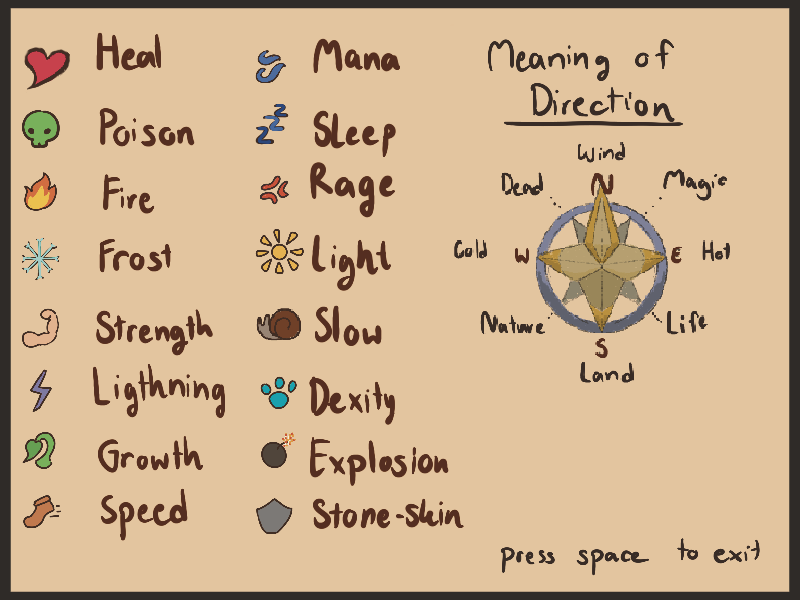 Heal
Poison
Fire
Frost
Strength
Ligthning
Growth
Speed
Mana
Sleep
Rage
Light
Slow
Dexity
Explosion
Stone-skin
Meaning of
Direction
Wind
Dead N Magic
Cold W E Hot
Nature Life
S
Land
press space to exit